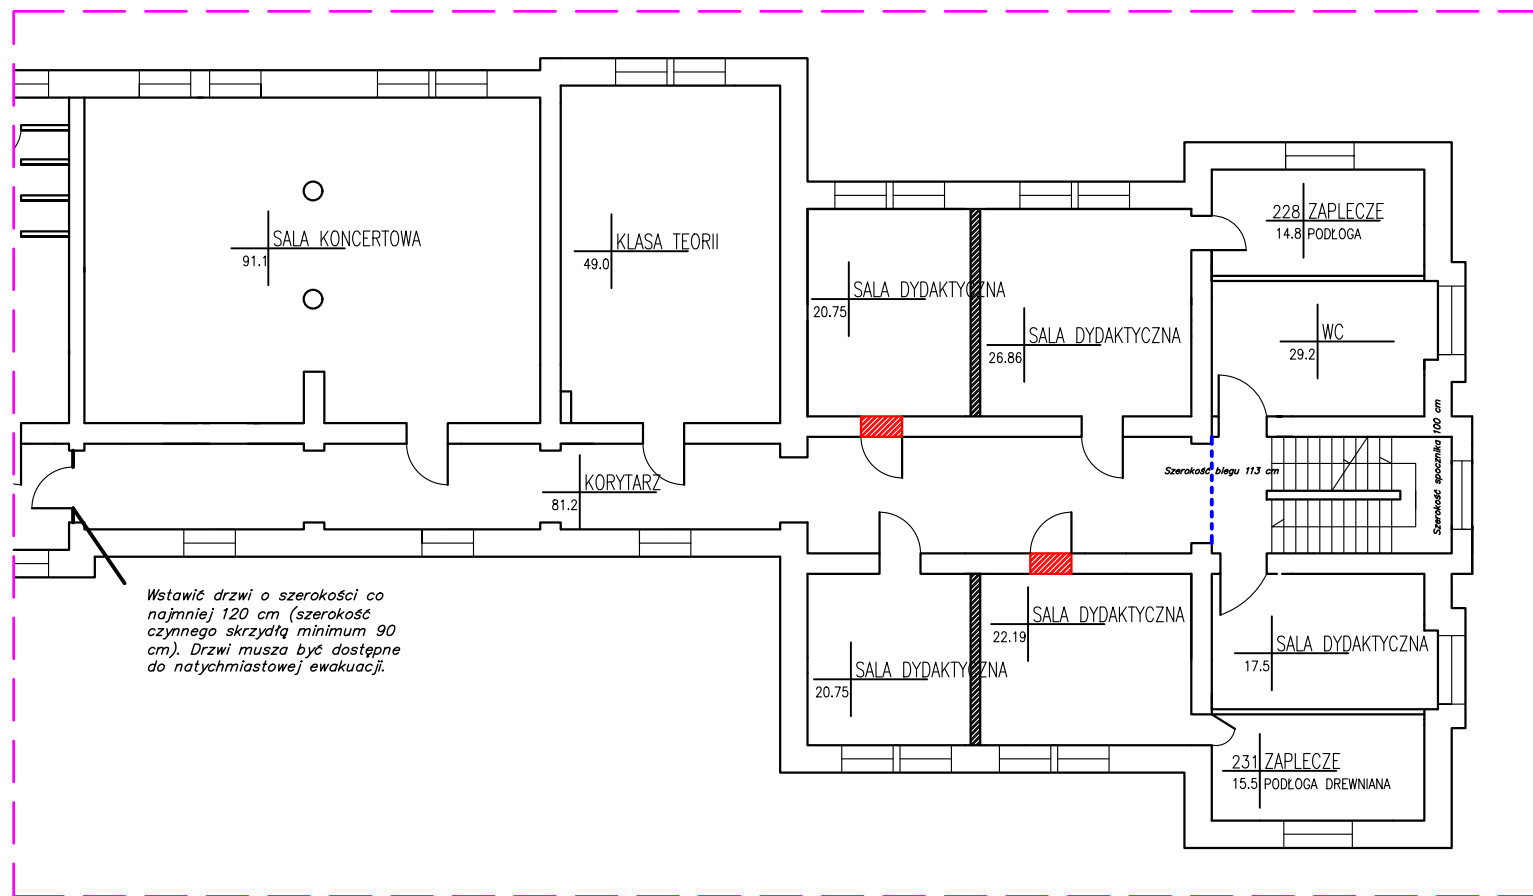 228 ZAPLECZE
14.8 PODŁOGA
SALA KONCERTOWA
91.1
KLASA TEORII
49.0
SALA DYDAKTYCZNA
20.75
SALA DYDAKTYCZNA
26.86
WC
29.2
Szerokość spocznika 100 cm
Szerokość biegu 113 cm
KORYTARZ
81.2
Wstawić drzwi o szerokości co
najmniej 120 cm (szerokość
czynnego skrzydłą minimum 90
cm). Drzwi musza być dostępne
do natychmiastowej ewakuacji.
SALA DYDAKTYCZNA
22.19
SALA DYDAKTYCZNA
17.5
SALA DYDAKTYCZNA
20.75
231 ZAPLECZE
15.5 PODŁOGA DREWNIANA